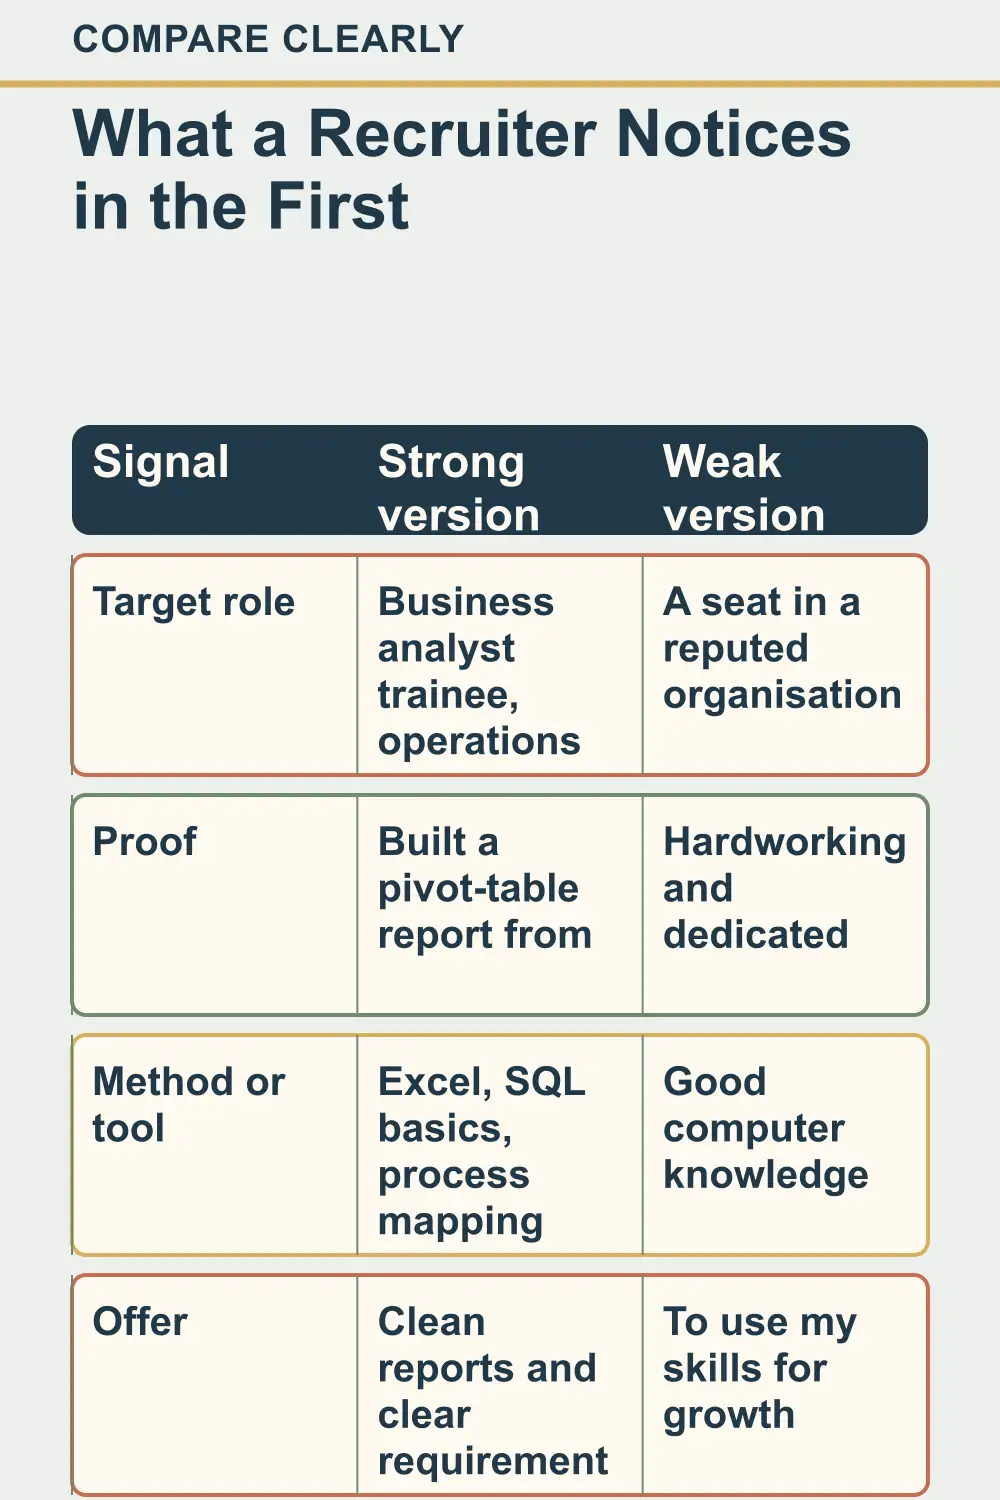 COMPARE CLEARLY
What a Recruiter Notices
in the First
Signal
Strong
version
Weak
version
Target role
Business
analyst
trainee,
operations
A seat in a
reputed
organisation
Proof
Built a
pivot-table
report from
Hardworking
and
dedicated
Method or
tool
Excel, SQL
basics,
process
mapping
Good
computer
knowledge
Offer
Clean
reports and
clear
requirement
To use my
skills for
growth